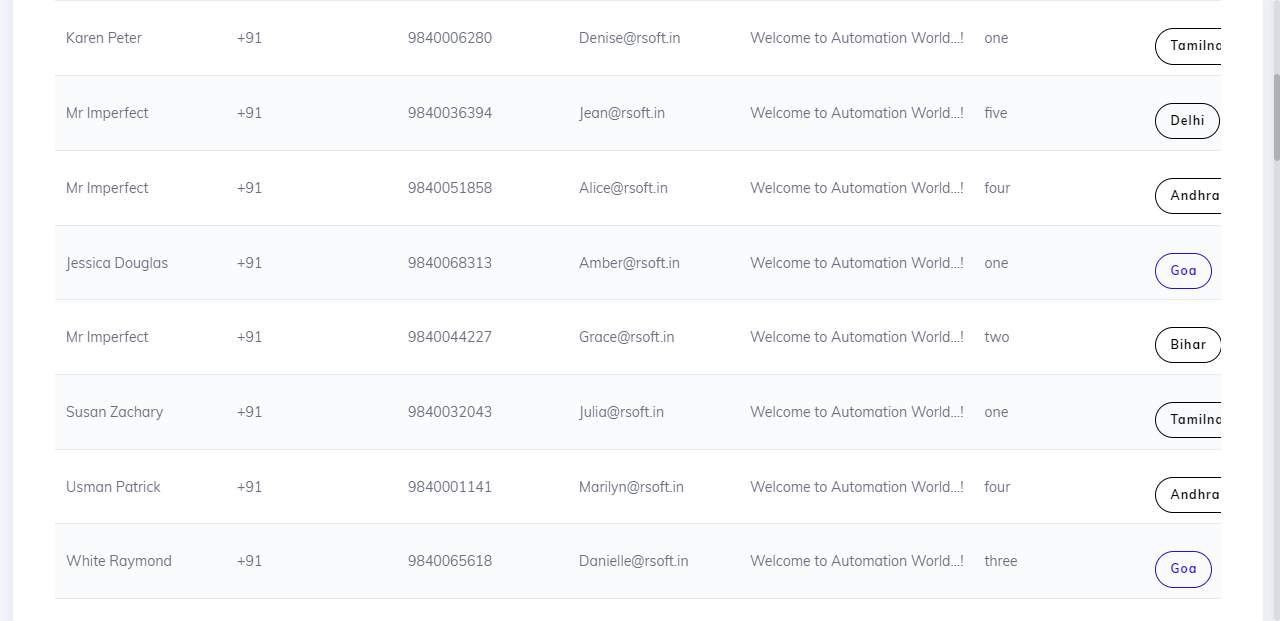 Karen Peter +91 9840006280 Denise@rsoft.in Welcome to Automation World...! one
Mr Imperfect +91 9840036394 Jean@rsoft.in Welcome to Automation World...! five Delhi
Mr Imperfect +91 9840051858 Alice@rsoft.in Welcome to Automation World...! four Andhra
Jessica Douglas +91 9840068313 Amber@rsoft.in Welcome to Automation World...! one Goa
Mr Imperfect +91 9840044227 Grace@rsoft.in Welcome to Automation World...! two Bihar
Susan Zachary +91 9840032043 Julia@rsoft.in Welcome to Automation World...! one
Usman Patrick +91 9840001141 Marilyn@rsoft.in Welcome to Automation World...! four Andhra
White Raymond +91 9840065618 Danielle@rsoft.in Welcome to Automation World...! three Goa